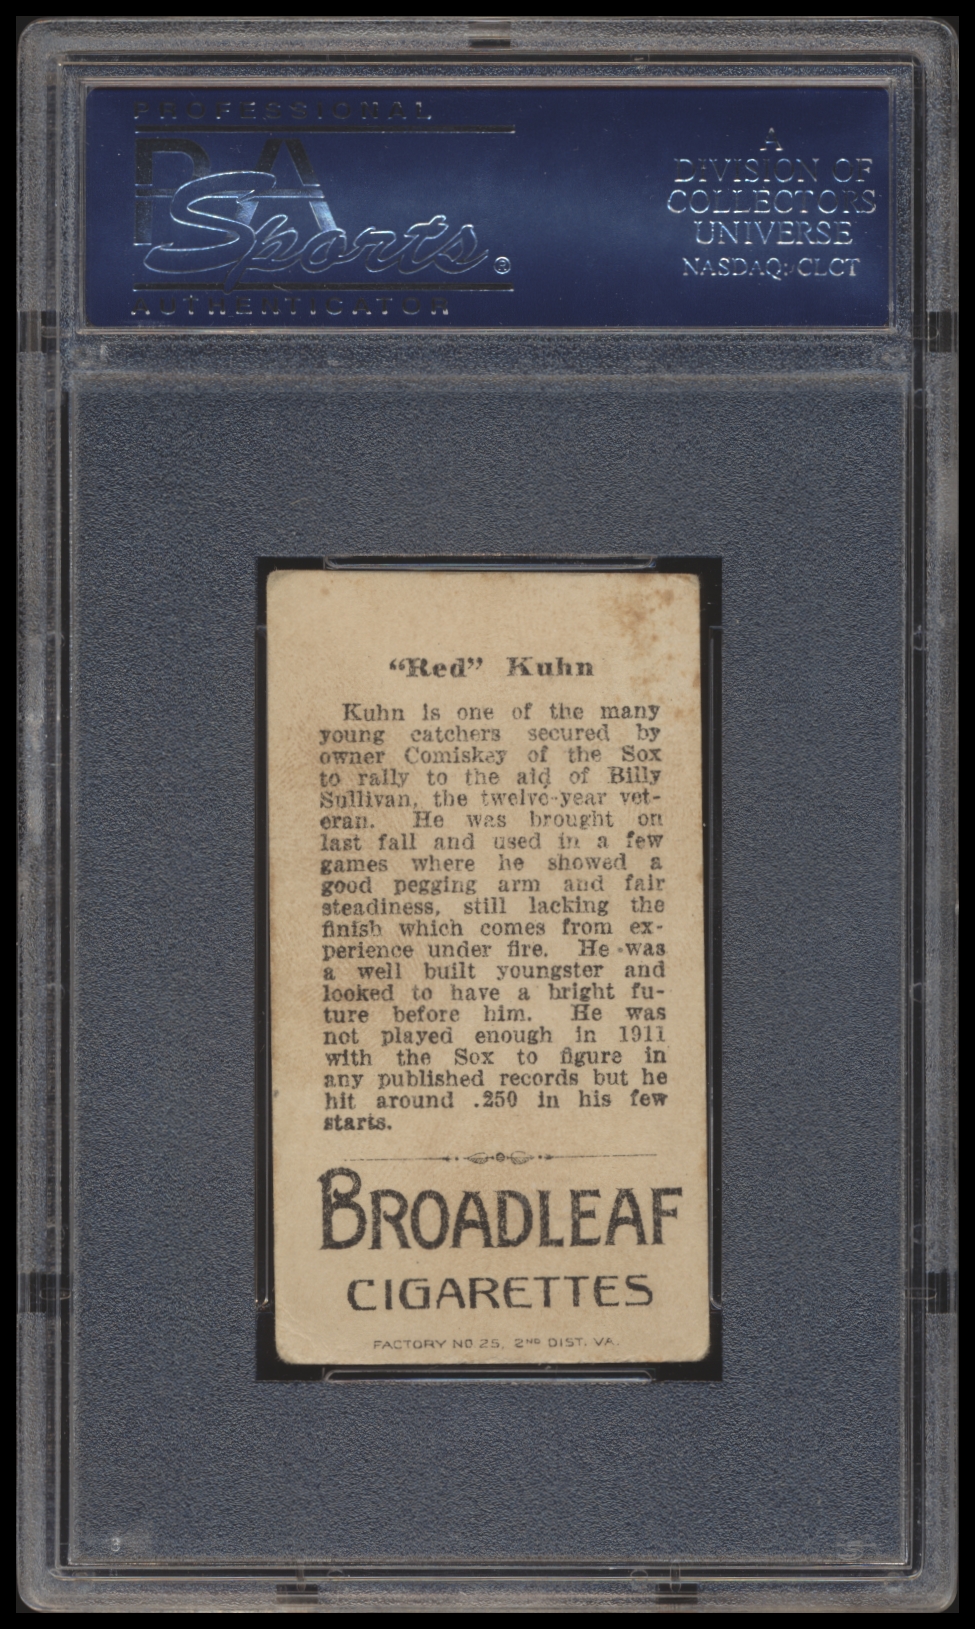 PROFESSIONAL
PSA
Sports®
AUTHENTICATOR
A
DIVISION OF
COLLECTORS
UNIVERSE
NASDAQ: CLCT
“Red” Kuhn
Kuhn is one of the many
young catchers secured by
owner Comiskey of the Sox
to rally to the aid of Billy
Sullivan, the twelve-year vet-
eran. He was brought on
last fall and used in a few
games where he showed a
good pegging arm and fair
steadiness, still lacking the
finish which comes from ex-
perience under fire. He was
a well built youngster and
looked to have a bright fu-
ture before him. He was
not played enough in 1911
with the Sox to figure in
any published records but he
hit around .250 in his few
starts.
BROADLEAF
CIGARETTES
FACTORY NO 25, 2ND DIST. VA.